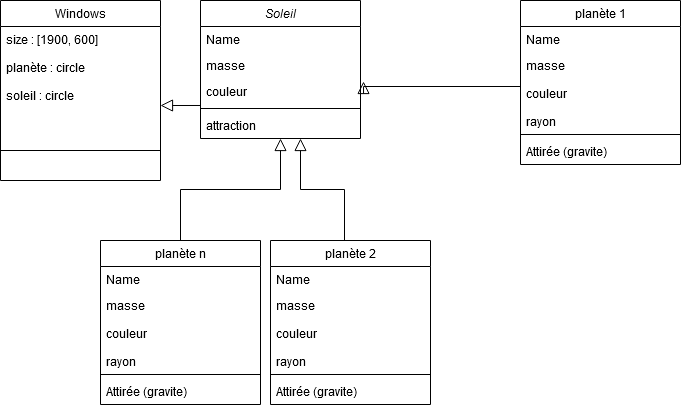 Windows
size : [1900, 600]
planète : circle
soleil : circle
Soleil
Name
masse
couleur
attraction
planète 1
Name
masse
couleur
rayon
Attirée (gravite)
planète n
Name
masse
couleur
rayon
Attirée (gravite)
planète 2
Name
masse
couleur
rayon
Attirée (gravite)